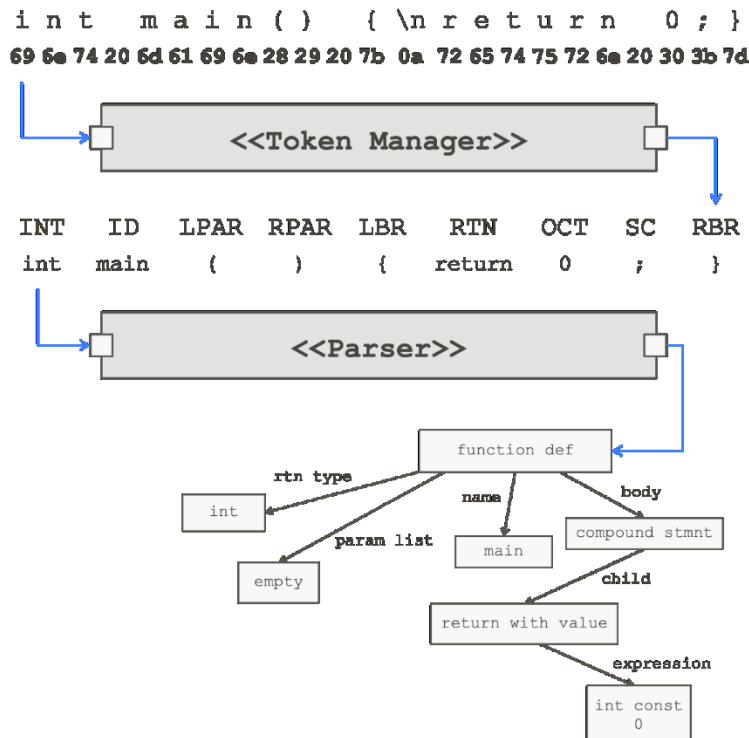 int main() {\nreturn 0;}
69 6e 74 20 6d 61 69 6e 28 29 20 7b 0a 72 65 74 75 72 6e 20 30 3b 7d
<<Token Manager>>
INT ID LPAR RPAR LBR RTN OCT SC RBR
int main ( ) { return 0 ; }
<<Parser>>
function def
rtn type
name
body
int
param list
main
compound stmnt
empty
child
return with value
expression
int const
0